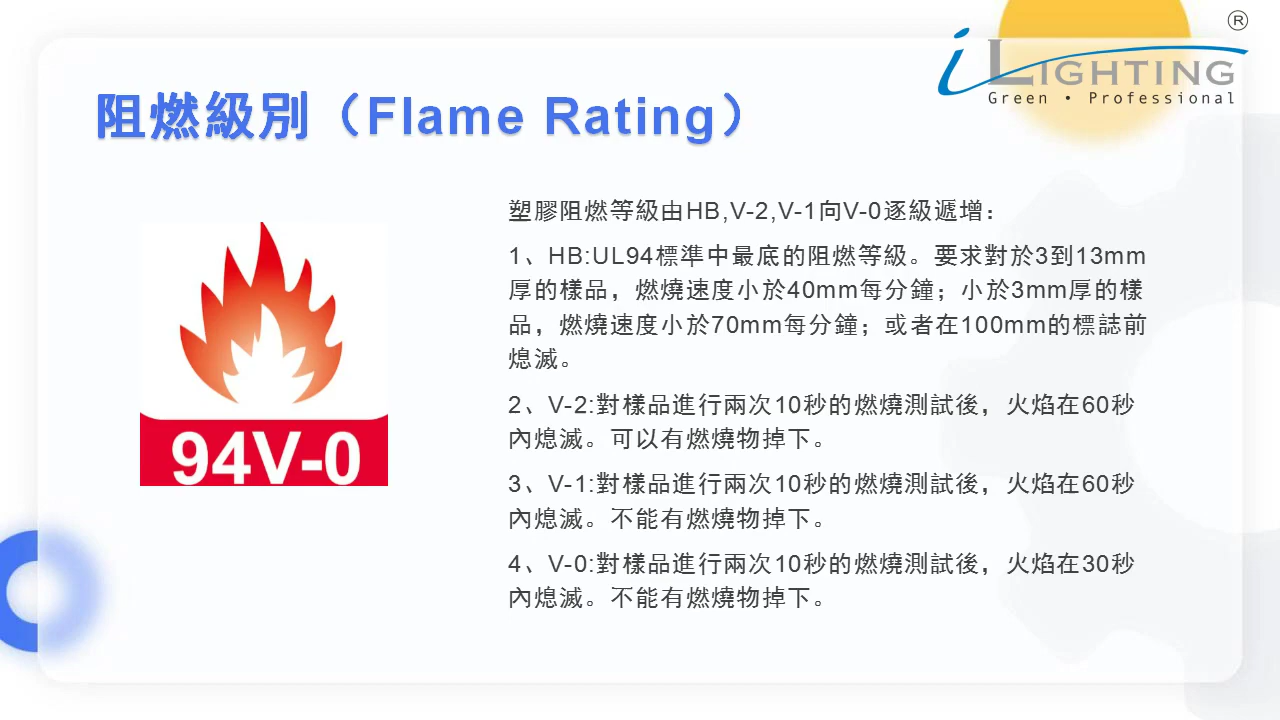 ®
iLIGHTING
Green • Professional
阻燃級別（Flame Rating）
塑膠阻燃等級由HB,V-2,V-1向V-0逐級遞增：
1、HB:UL94標準中最底的阻燃等級。要求對於3到13mm
厚的樣品，燃燒速度小於40mm每分鐘；小於3mm厚的樣
品，燃燒速度小於70mm每分鐘；或者在100mm的標誌前
熄滅。
2、V-2:對樣品進行兩次10秒的燃燒測試後，火焰在60秒
內熄滅。可以有燃燒物掉下。
3、V-1:對樣品進行兩次10秒的燃燒測試後，火焰在60秒
內熄滅。不能有燃燒物掉下。
4、V-0:對樣品進行兩次10秒的燃燒測試後，火焰在30秒
內熄滅。不能有燃燒物掉下。
94V-0